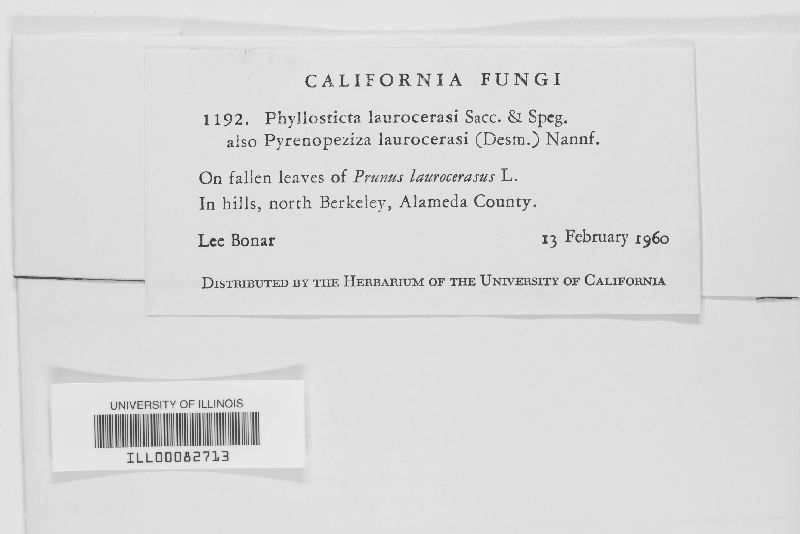 CALIFORNIA FUNGI
1192. Phyllosticta laurocerasi Sacc. & Speg.
also Pyrenopeziza laurocerasi (Desm.) Nannf.
On fallen leaves of Prunus laurocerasus L.
In hills, north Berkeley, Alameda County.
Lee Bonar 13 February 1960
DISTRIBUTED BY THE HERBARIUM OF THE UNIVERSITY OF CALIFORNIA
UNIVERSITY OF ILLINOIS
ILL00082713